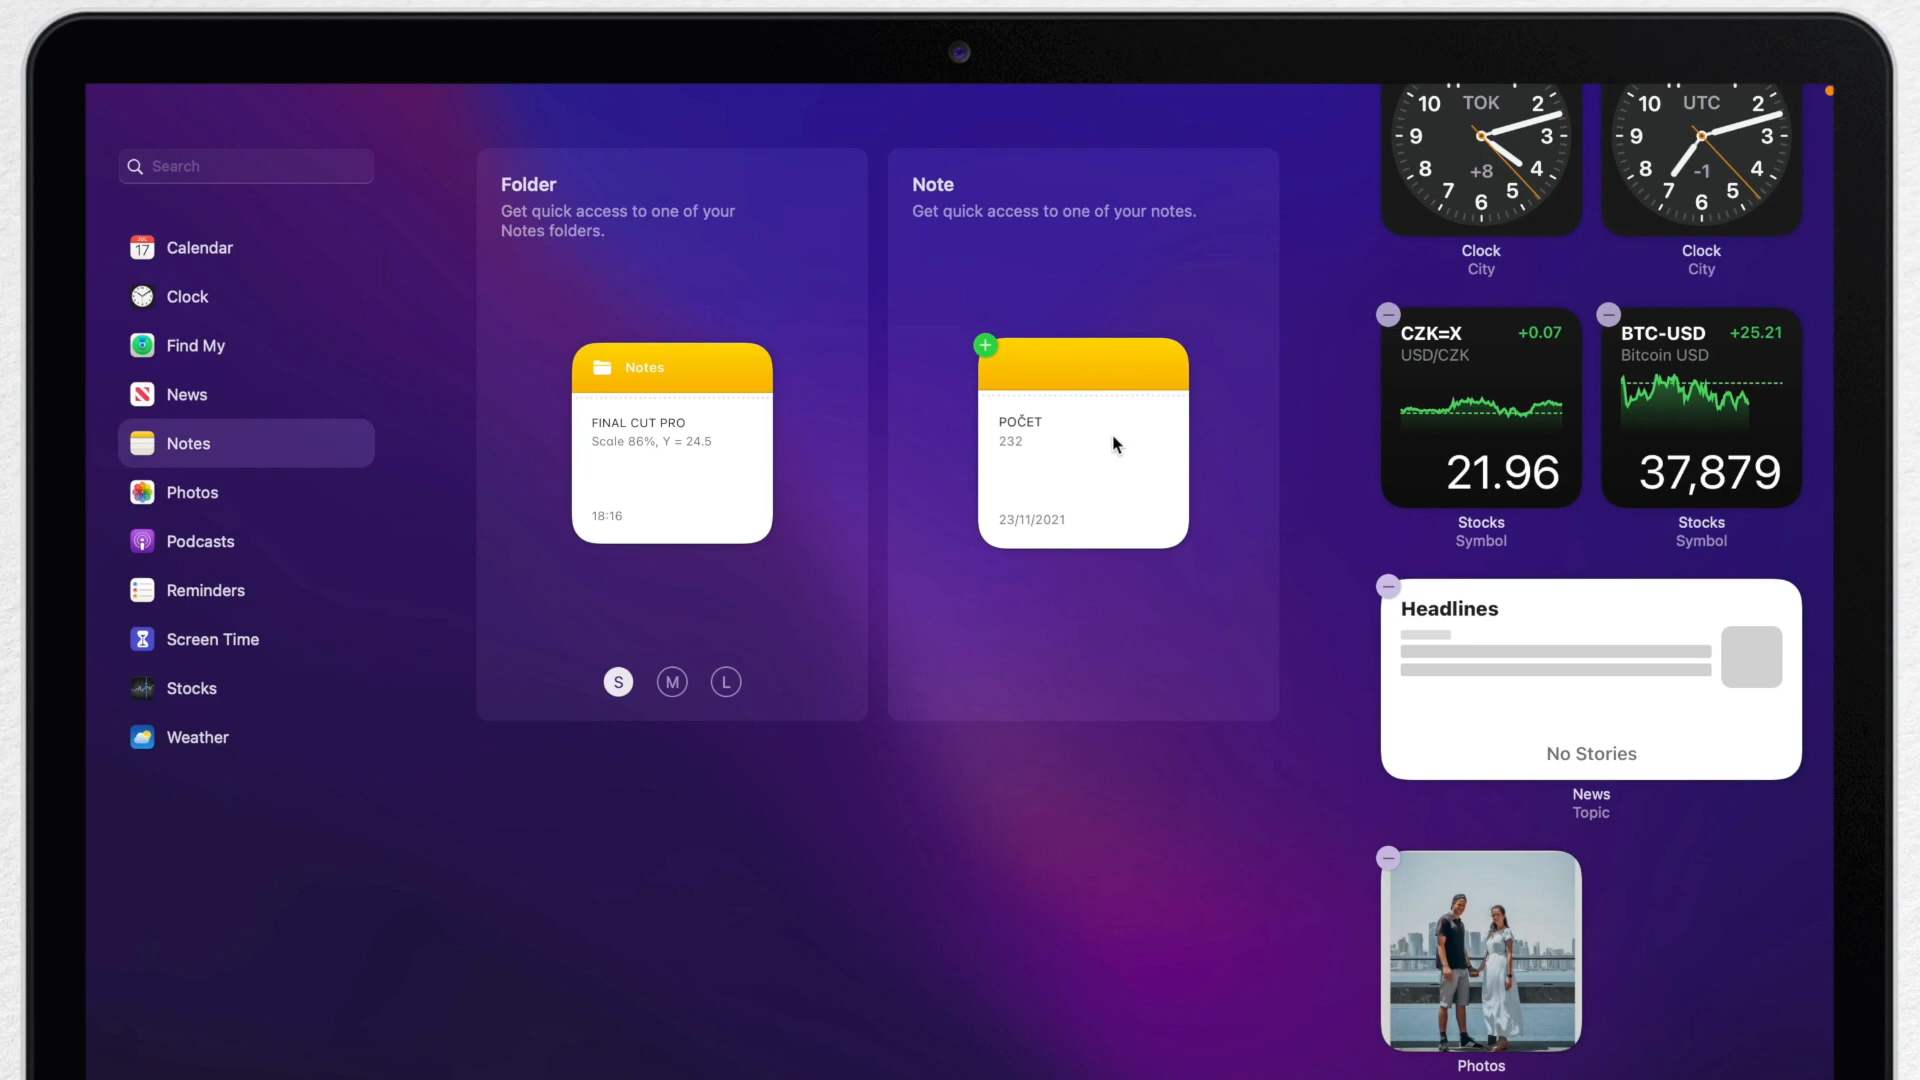 Search
JUL
17
Calendar
Clock
Find My
News
Notes
Photos
Podcasts
Reminders
Screen Time
Stocks
Weather
Folder
Get quick access to one of your
Notes folders.
Notes
FINAL CUT PRO
Scale 86%, Y = 24.5
18:16
S M L
Note
Get quick access to one of your notes.
POČET
232
23/11/2021
10 TOK 2
9 3
8 +8 4
7 5
6
Clock
City
10 UTC 2
9 3
8 -1 4
7 5
6
Clock
City
CZK=X +0.07
USD/CZK
21.96
Stocks
Symbol
BTC-USD +25.21
Bitcoin USD
37,879
Stocks
Symbol
Headlines
No Stories
News
Topic
Photos